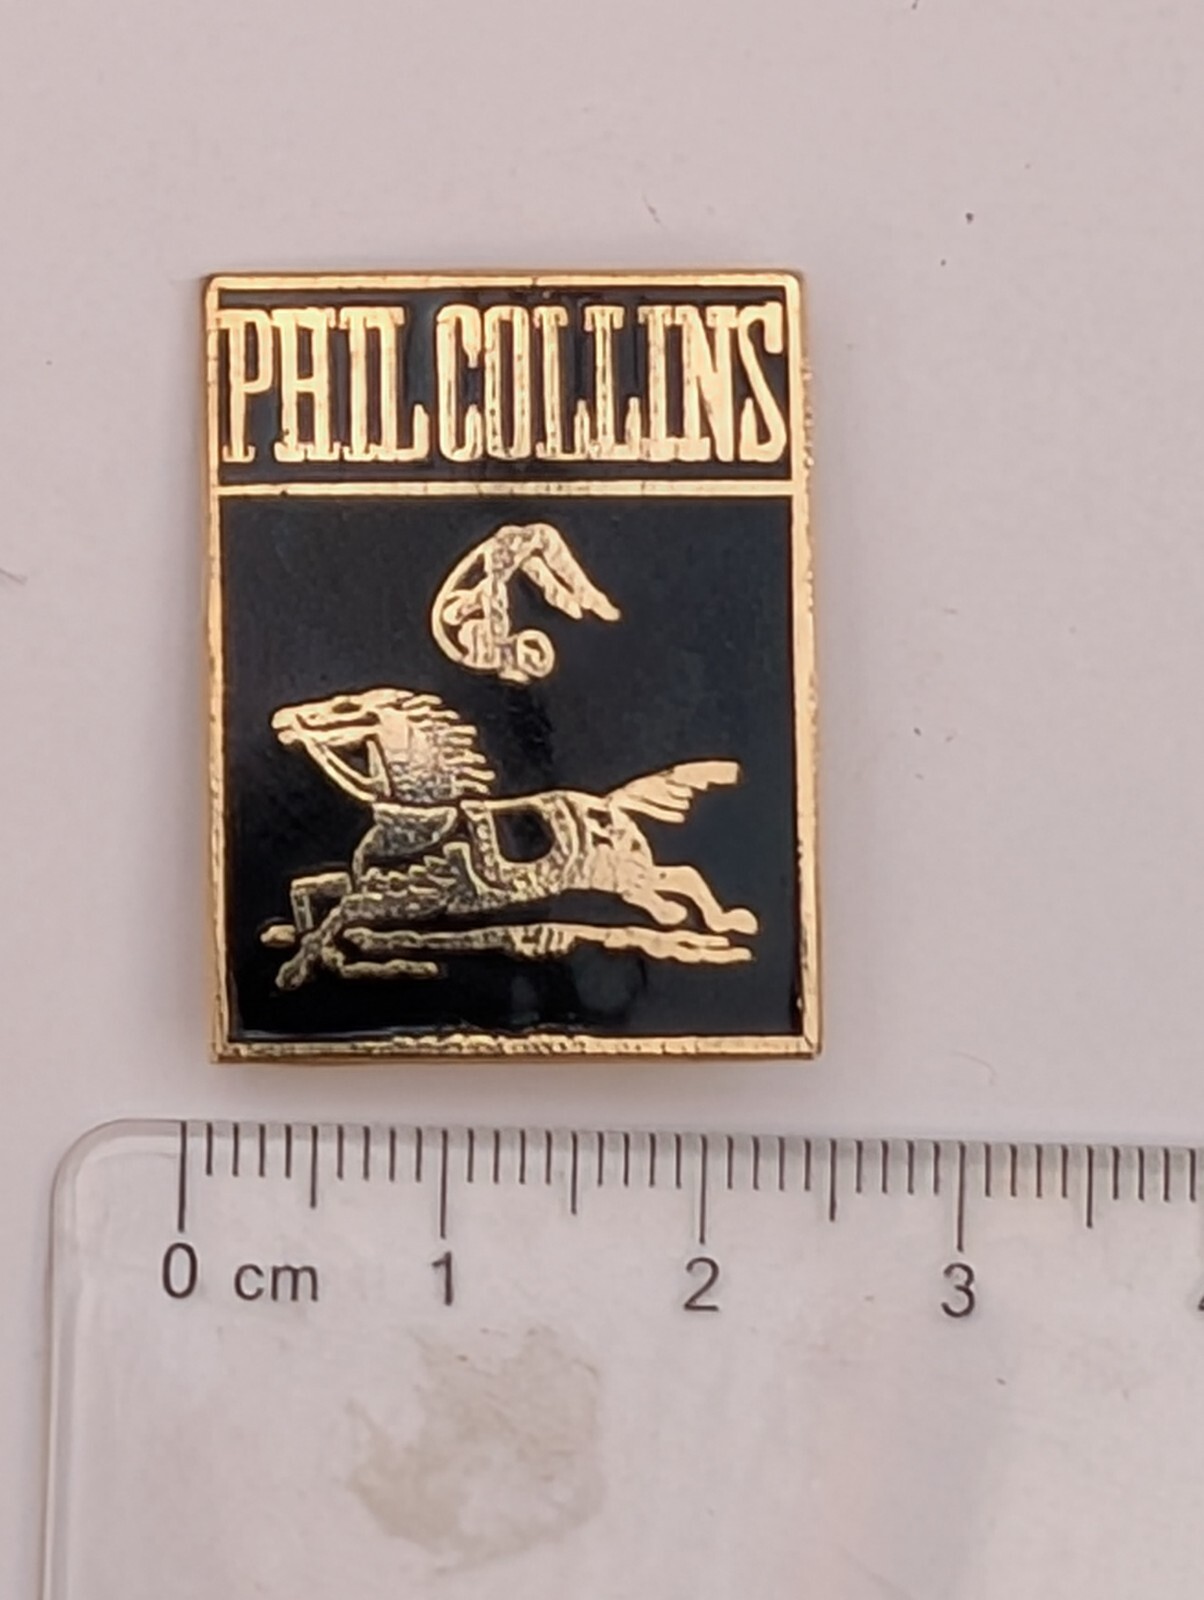 PHIL COLLINS
0 cm 1 2 3